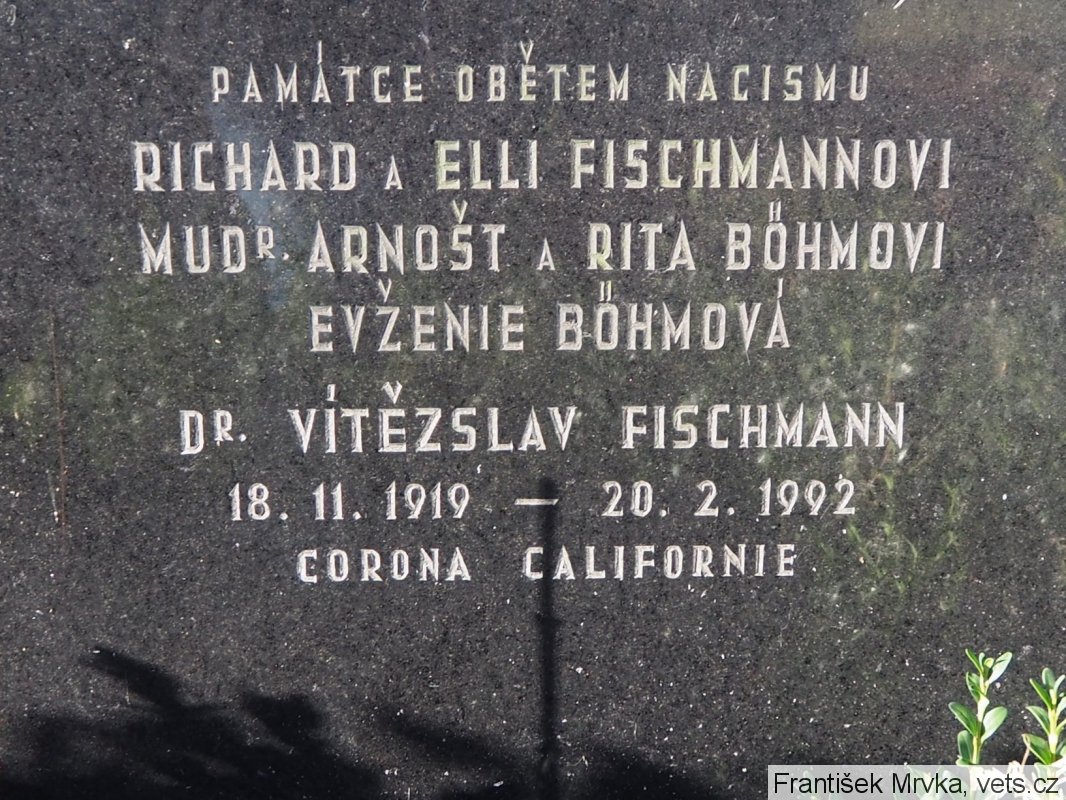 PAMÁTCE OBĚTEM NACISMU
RICHARD A ELLI FISCHMANNOVI
MUDR. ARNOŠT A RITA BÖHMOVI
EVŽENIE BÖHMOVÁ
DR. VÍTĚZSLAV FISCHMANN
18. 11. 1919 – 20. 2. 1992
CORONA CALIFORNIE
František Mrvka, vets.cz